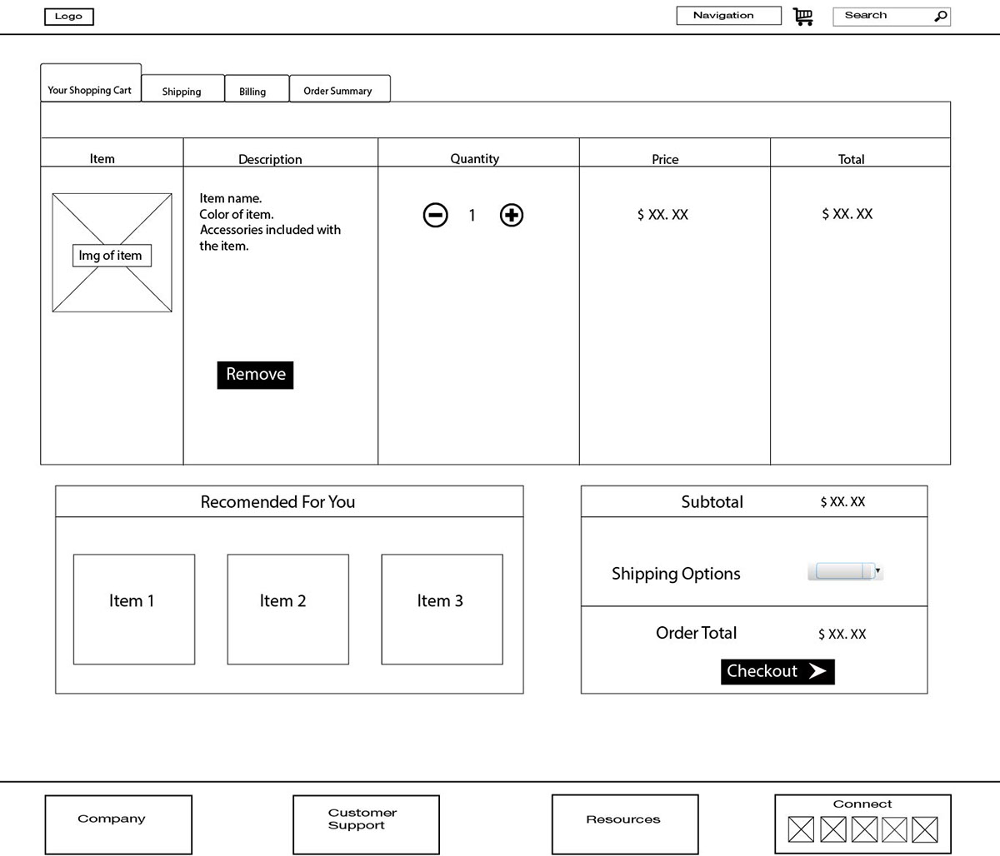 Logo
Navigation
Search
Your Shopping Cart
Shipping
Billing
Order Summary
Item
Description
Quantity
Price
Total
Img of item
Item name.
Color of item.
Accessories included with
the item.
Remove
1
$ XX. XX
$ XX. XX
Recomended For You
Item 1
Item 2
Item 3
Subtotal
$ XX. XX
Shipping Options
Order Total
$ XX. XX
Checkout
Company
Customer
Support
Resources
Connect